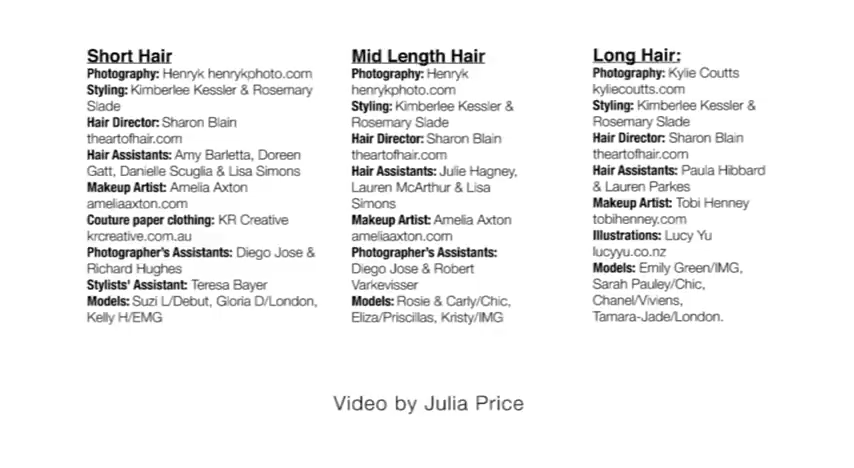 Short Hair
Photography: Henryk henrykphoto.com
Styling: Kimberlee Kessler & Rosemary
Slade
Hair Director: Sharon Blain
theartofhair.com
Hair Assistants: Amy Barletta, Doreen
Gatt, Danielle Scuglia & Lisa Simons
Makeup Artist: Amelia Axton
ameliaaxton.com
Couture paper clothing: KR Creative
krcreative.com.au
Photographer's Assistants: Diego Jose &
Richard Hughes
Stylists' Assistant: Teresa Bayer
Models: Suzi L/Debut, Gloria D/London,
Kelly H/EMG
Mid Length Hair
Photography: Henryk
henrykphoto.com
Styling: Kimberlee Kessler &
Rosemary Slade
Hair Director: Sharon Blain
theartofhair.com
Hair Assistants: Julie Hagney,
Lauren McArthur & Lisa
Simons
Makeup Artist: Amelia Axton
ameliaaxton.com
Photographer's Assistants:
Diego Jose & Robert
Varkevisser
Models: Rosie & Carly/Chic,
Eliza/Priscillas, Kristy/IMG
Long Hair:
Photography: Kylie Coutts
kyliecoutts.com
Styling: Kimberlee Kessler &
Rosemary Slade
Hair Director: Sharon Blain
theartofhair.com
Hair Assistants: Paula Hibbard
& Lauren Parkes
Makeup Artist: Tobi Henney
tobihenney.com
Illustrations: Lucy Yu
lucyyu.co.nz
Models: Emily Green/IMG,
Sarah Pauley/Chic,
Chanel/Viviens,
Tamara-Jade/London.
Video by Julia Price